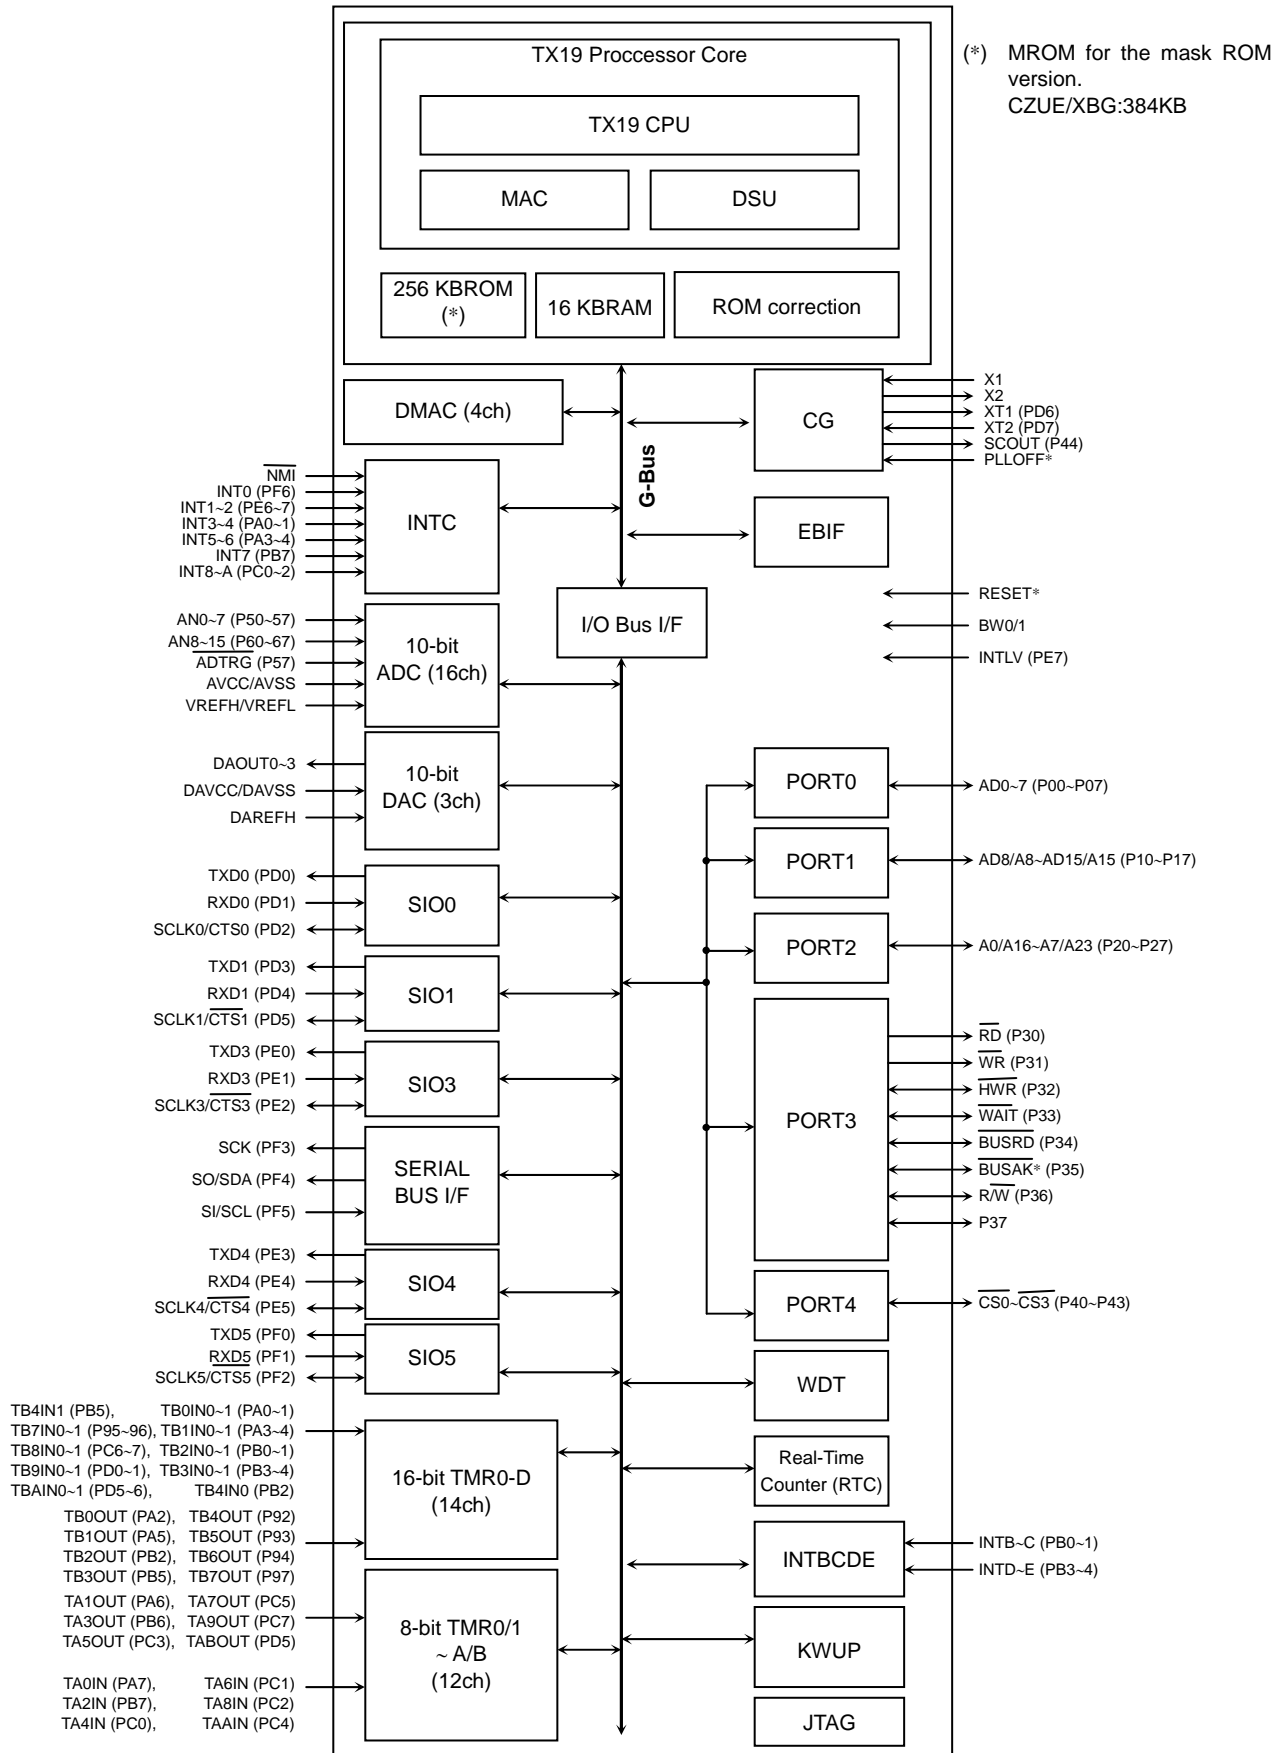 TX19 Proccessor Core
TX19 CPU
MAC
DSU
256 KBROM
(*)
16 KBRAM
ROM correction
(*) MROM for the mask ROM
version.
CZUE/XBG:384KB
DMAC (4ch)
G-Bus
CG
X1
X2
XT1 (PD6)
XT2 (PD7)
SCOUT (P44)
PLLOFF*
NMI
INT0 (PF6)
INT1~2 (PE6~7)
INT3~4 (PA0~1)
INT5~6 (PA3~4)
INT7 (PB7)
INT8~A (PC0~2)
INTC
EBIF
I/O Bus I/F
RESET*
BW0/1
INTLV (PE7)
AN0~7 (P50~57)
AN8~15 (P60~67)
ADTRG (P57)
AVCC/AVSS
VREFH/VREFL
10-bit
ADC (16ch)
DAOUT0~3
DAVCC/DAVSS
DAREFH
10-bit
DAC (3ch)
PORT0
AD0~7 (P00~P07)
PORT1
AD8/A8~AD15/A15 (P10~P17)
TXD0 (PD0)
RXD0 (PD1)
SCLK0/CTS0 (PD2)
SIO0
PORT2
A0/A16~A7/A23 (P20~P27)
TXD1 (PD3)
RXD1 (PD4)
SCLK1/CTS1 (PD5)
SIO1
TXD3 (PE0)
RXD3 (PE1)
SCLK3/CTS3 (PE2)
SIO3
PORT3
RD (P30)
WR (P31)
HWR (P32)
WAIT (P33)
BUSRD (P34)
BUSAK* (P35)
R/W (P36)
P37
SCK (PF3)
SO/SDA (PF4)
SI/SCL (PF5)
SERIAL
BUS I/F
TXD4 (PE3)
RXD4 (PE4)
SCLK4/CTS4 (PE5)
SIO4
PORT4
CS0~CS3 (P40~P43)
TXD5 (PF0)
RXD5 (PF1)
SCLK5/CTS5 (PF2)
SIO5
WDT
TB4IN1 (PB5), TB0IN0~1 (PA0~1)
TB7IN0~1 (P95~96), TB1IN0~1 (PA3~4)
TB8IN0~1 (PC6~7), TB2IN0~1 (PB0~1)
TB9IN0~1 (PD0~1), TB3IN0~1 (PB3~4)
TBAIN0~1 (PD5~6), TB4IN0 (PB2)
TB0OUT (PA2), TB4OUT (P92)
TB1OUT (PA5), TB5OUT (P93)
TB2OUT (PB2), TB6OUT (P94)
TB3OUT (PB5), TB7OUT (P97)
16-bit TMR0-D
(14ch)
Real-Time
Counter (RTC)
INTBCDE
INTB~C (PB0~1)
INTD~E (PB3~4)
TA1OUT (PA6), TA7OUT (PC5)
TA3OUT (PB6), TA9OUT (PC7)
TA5OUT (PC3), TABOUT (PD5)
TA0IN (PA7), TA6IN (PC1)
TA2IN (PB7), TA8IN (PC2)
TA4IN (PC0), TAAIN (PC4)
8-bit TMR0/1
~ A/B
(12ch)
KWUP
JTAG